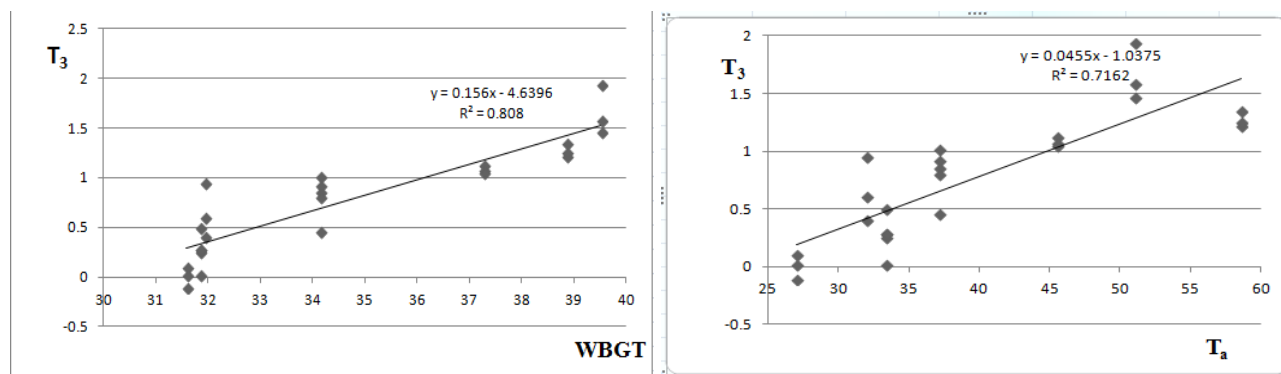 2.5
T3
2
y = 0.156x - 4.6396
R² = 0.808
1.5
1
0.5
0
30 31 32 33 34 35 36 37 38 39 40
-0.5
WBGT
2
T3
y = 0.0455x - 1.0375
R² = 0.7162
1.5
1
0.5
0
25 30 35 40 45 50 55 60
-0.5
Ta